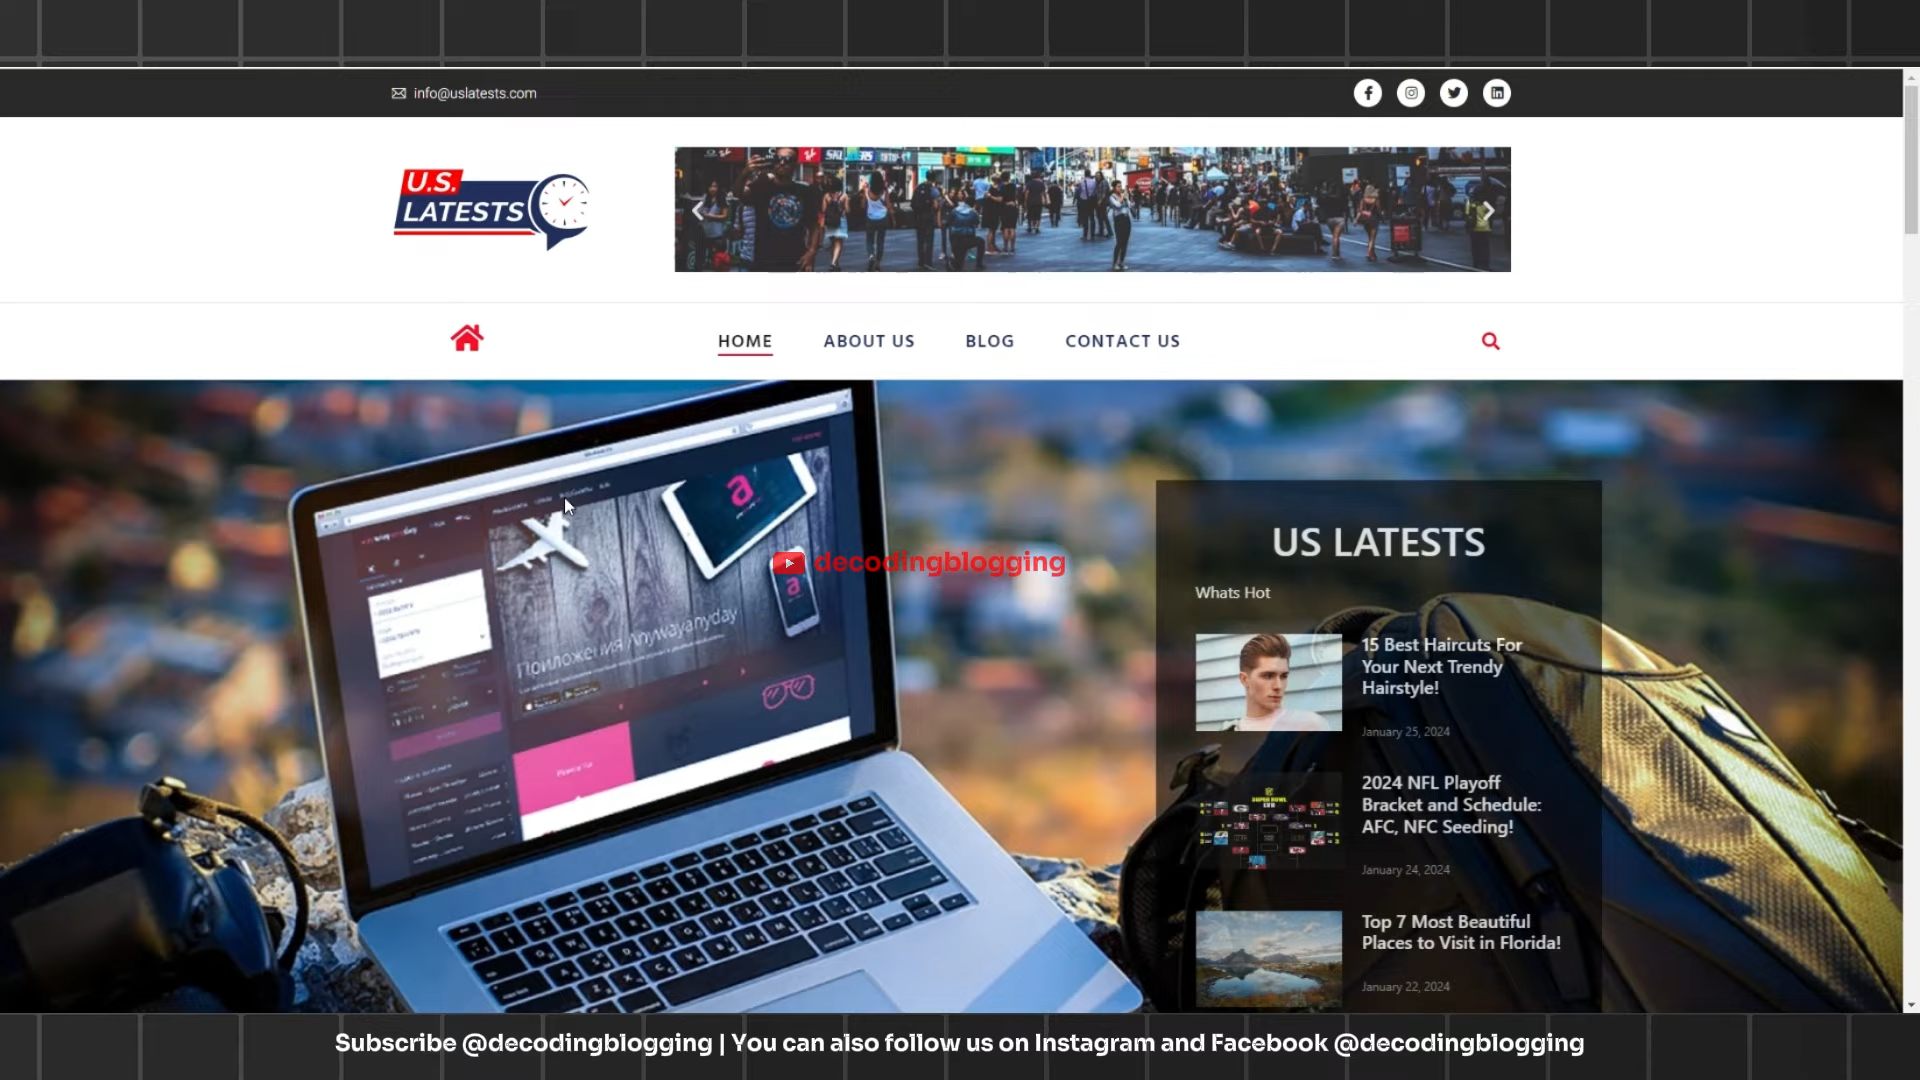 info@uslatests.com
U.S.
LATESTS
HOME
ABOUT US
BLOG
CONTACT US
US LATESTS
Whats Hot
decodingblogging
Приложения Anywayanyday
15 Best Haircuts For
Your Next Trendy
Hairstyle!
January 25, 2024
2024 NFL Playoff
Bracket and Schedule:
AFC, NFC Seeding!
January 24, 2024
Top 7 Most Beautiful
Places to Visit in Florida!
January 22, 2024
Subscribe @decodingblogging | You can also follow us on Instagram and Facebook @decodingblogging